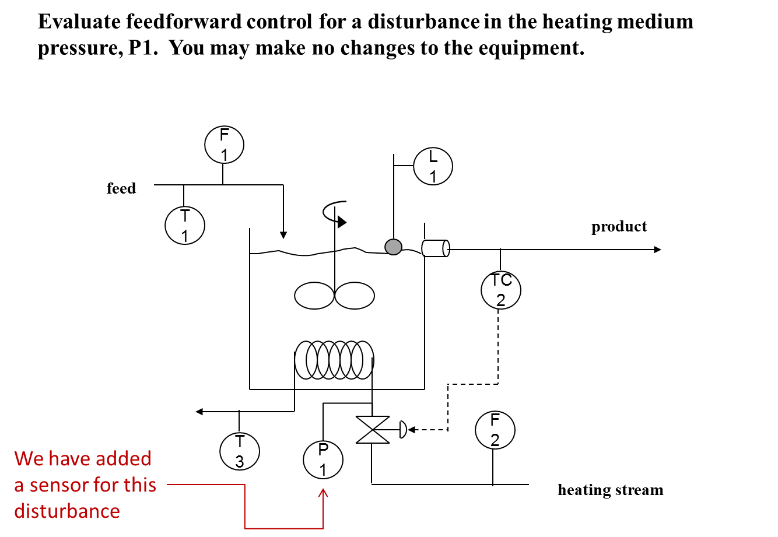 Evaluate feedforward control for a disturbance in the heating medium
pressure, P1.  You may make no changes to the equipment.
F
1
L
1
feed
T
1
product
TC
2
F
2
T
3
P
1
We have added
a sensor for this
disturbance
heating stream